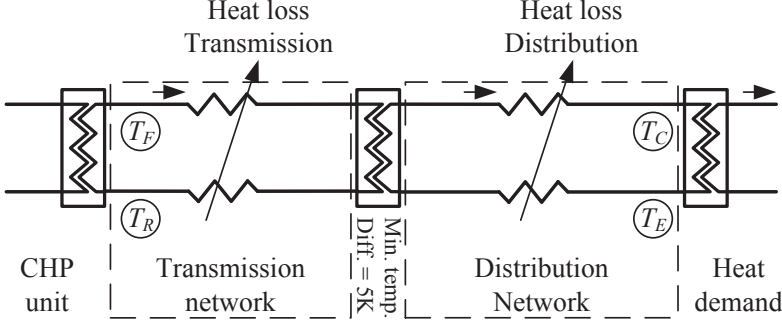 Heat loss
Transmission
Heat loss
Distribution
T_F
T_C
T_R
T_E
CHP
unit
Transmission
network
Min. temp.
Diff. = 5K
Distribution
Network
Heat
demand